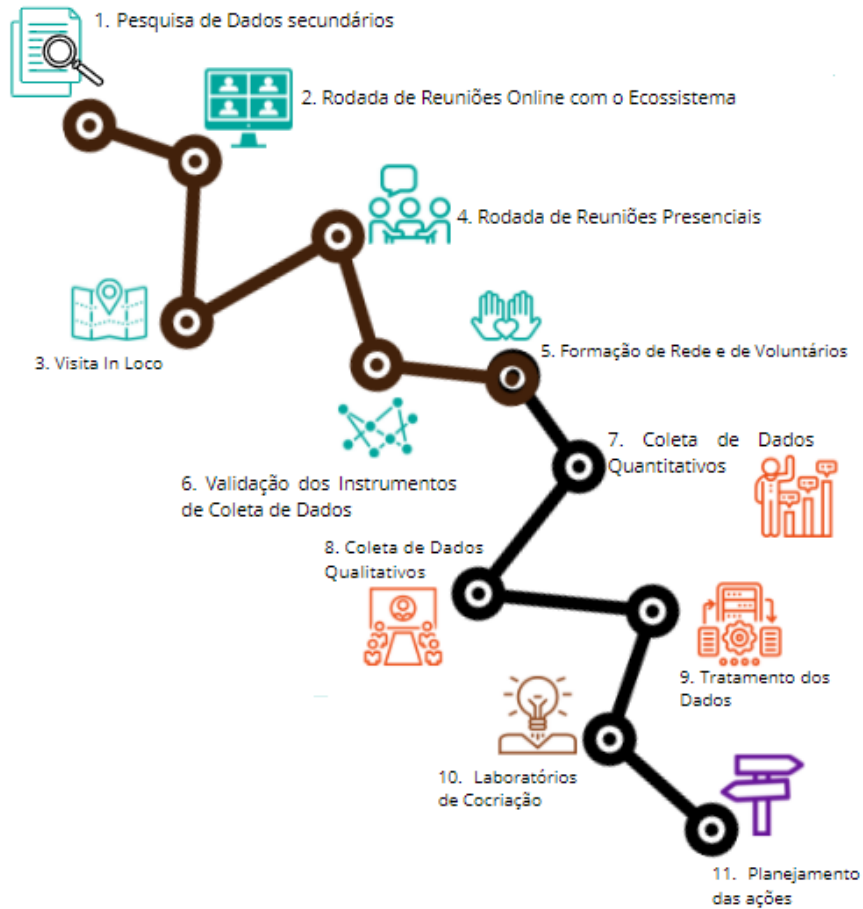 1. Pesquisa de Dados secundários
2. Rodada de Reuniões Online com o Ecossistema
3. Visita In Loco
4. Rodada de Reuniões Presenciais
5. Formação de Rede e de Voluntários
6. Validação dos Instrumentos
de Coleta de Dados
7. Coleta de Dados
Quantitativos
8. Coleta de Dados
Qualitativos
9. Tratamento dos
Dados
10. Laboratórios
de Cocriação
11. Planejamento
das ações